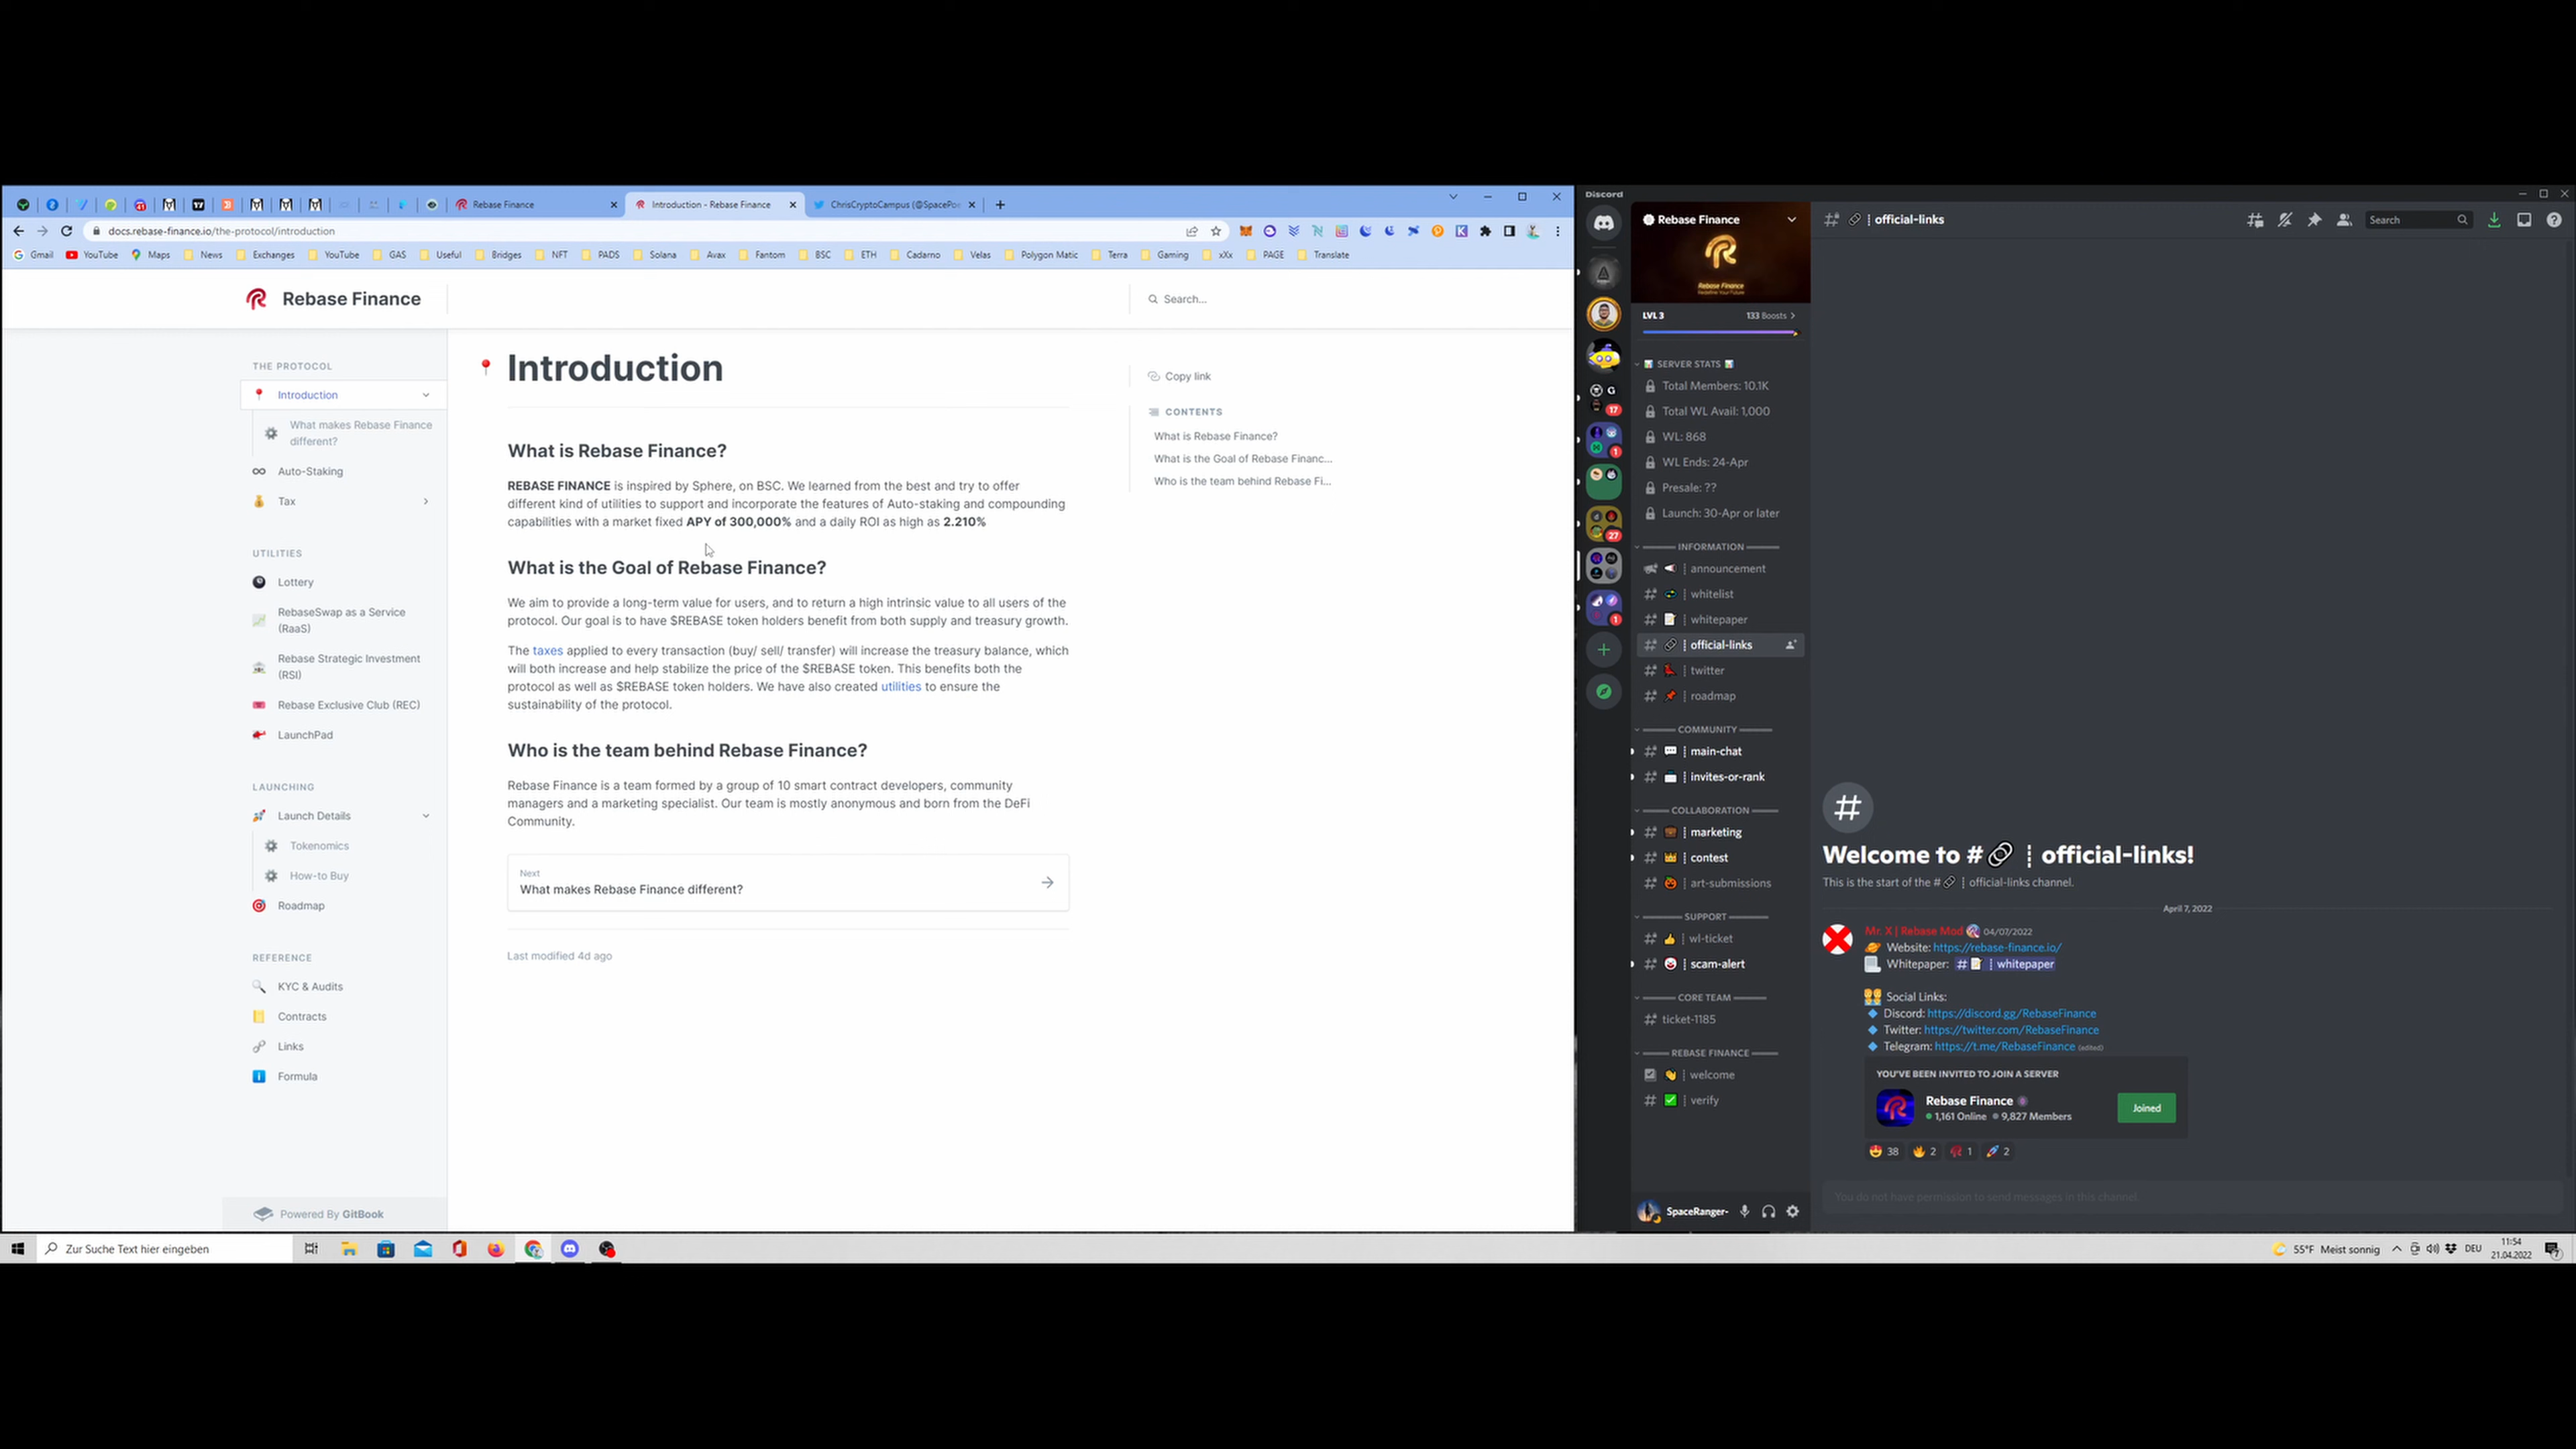 Rebase Finance
Introduction - Rebase Finance
ChrisCryptoCampus (@SpacePoe
docs.rebase-finance.io/the-protocol/introduction
Gmail YouTube Maps News Exchanges YouTube GAS Useful Bridges NFT PADS Solana Avax Fantom BSC ETH Cadarno Velas Polygon Matic Terra Gaming xXx PAGE Translate
Rebase Finance
Search...
THE PROTOCOL
Introduction
What makes Rebase Finance
different?
Auto-Staking
Tax
UTILITIES
Lottery
RebaseSwap as a Service
(RaaS)
Rebase Strategic Investment
(RSI)
Rebase Exclusive Club (REC)
LaunchPad
LAUNCHING
Launch Details
Tokenomics
How-to Buy
Roadmap
REFERENCE
KYC & Audits
Contracts
Links
Formula
Powered By GitBook
Introduction
What is Rebase Finance?
REBASE FINANCE is inspired by Sphere, on BSC. We learned from the best and try to offer
different kind of utilities to support and incorporate the features of Auto-staking and compounding
capabilities with a market fixed APY of 300,000% and a daily ROI as high as 2.210%
What is the Goal of Rebase Finance?
We aim to provide a long-term value for users, and to return a high intrinsic value to all users of the
protocol. Our goal is to have $REBASE token holders benefit from both supply and treasury growth.
The taxes applied to every transaction (buy/ sell/ transfer) will increase the treasury balance, which
will both increase and help stabilize the price of the $REBASE token. This benefits both the
protocol as well as $REBASE token holders. We have also created utilities to ensure the
sustainability of the protocol.
Who is the team behind Rebase Finance?
Rebase Finance is a team formed by a group of 10 smart contract developers, community
managers and a marketing specialist. Our team is mostly anonymous and born from the DeFi
Community.
Next
What makes Rebase Finance different?
Last modified 4d ago
Copy link
CONTENTS
What is Rebase Finance?
What is the Goal of Rebase Financ...
Who is the team behind Rebase Fi...
Discord
17
1
27
1
Rebase Finance
Rebase Finance
LVL 3 133 Boosts
SERVER STATS
Total Members: 10.1K
Total WL Avail: 1,000
WL: 868
WL Ends: 24-Apr
Presale: ??
Launch: 30-Apr or later
INFORMATION
announcement
whitelist
whitepaper
official-links
twitter
roadmap
COMMUNITY
main-chat
invites-or-rank
COLLABORATION
marketing
contest
art-submissions
SUPPORT
wl-ticket
scam-alert
CORE TEAM
ticket-1185
REBASE FINANCE
welcome
verify
SpaceRanger-
official-links
Search
Welcome to # official-links!
This is the start of the # official-links channel.
April 7, 2022
Mr. X | Rebase Mod 04/07/2022
Website: https://rebase-finance.io/
Whitepaper: # whitepaper
Social Links:
Discord: https://discord.gg/RebaseFinance
Twitter: https://twitter.com/RebaseFinance
Telegram: https://t.me/RebaseFinance (edited)
YOU'VE BEEN INVITED TO JOIN A SERVER
Rebase Finance
1,161 Online 9,827 Members
Joined
38 2 1 2
You do not have permission to send messages in this channel
Zur Suche Text hier eingeben
55°F Meist sonnig
DEU
11:54
21.04.2022